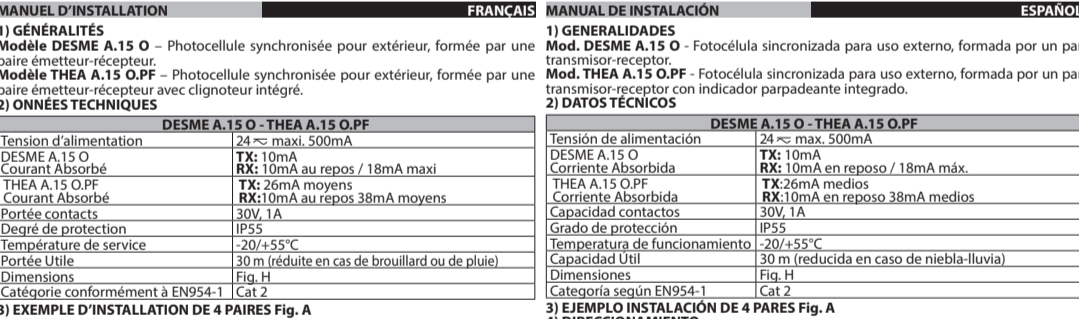 MANUEL D'INSTALLATION FRANÇAIS
1) GÉNÉRALITÉS
Modèle DESME A.15 O – Photocellule synchronisée pour extérieur, formée par une
paire émetteur-récepteur.
Modèle THEA A.15 O.PF – Photocellule synchronisée pour extérieur, formée par une
paire émetteur-récepteur avec clignoteur intégré.
2) ONNÉES TECHNIQUES
DESME A.15 O - THEA A.15 O.PF
Tension d'alimentation 24 ⏦ maxi. 500mA
DESME A.15 O TX: 10mA
Courant Absorbé RX: 10mA au repos / 18mA maxi
THEA A.15 O.PF TX: 26mA moyens
Courant Absorbé RX:10mA au repos 38mA moyens
Portée contacts 30V, 1A
Degré de protection IP55
Température de service -20/+55°C
Portée Utile 30 m (réduite en cas de brouillard ou de pluie)
Dimensions Fig. H
Catégorie conformément à EN954-1 Cat 2
3) EXEMPLE D'INSTALLATION DE 4 PAIRES Fig. A
MANUAL DE INSTALACIÓN ESPAÑOL
1) GENERALIDADES
Mod. DESME A.15 O - Fotocélula sincronizada para uso externo, formada por un pa
transmisor-receptor.
Mod. THEA A.15 O.PF - Fotocélula sincronizada para uso externo, formada por un pa
transmisor-receptor con indicador parpadeante integrado.
2) DATOS TÉCNICOS
DESME A.15 O - THEA A.15 O.PF
Tensión de alimentación 24 ⏦ max. 500mA
DESME A.15 O TX: 10mA
Corriente Absorbida RX: 10mA en reposo / 18mA máx.
THEA A.15 O.PF TX:26mA medios
Corriente Absorbida RX:10mA en reposo 38mA medios
Capacidad contactos 30V, 1A
Grado de protección IP55
Temperatura de funcionamiento -20/+55°C
Capacidad Útil 30 m (reducida en caso de niebla-lluvia)
Dimensiones Fig. H
Categoría según EN954-1 Cat 2
3) EJEMPLO INSTALACIÓN DE 4 PARES Fig. A
4) DIRECCIONAMIENTO